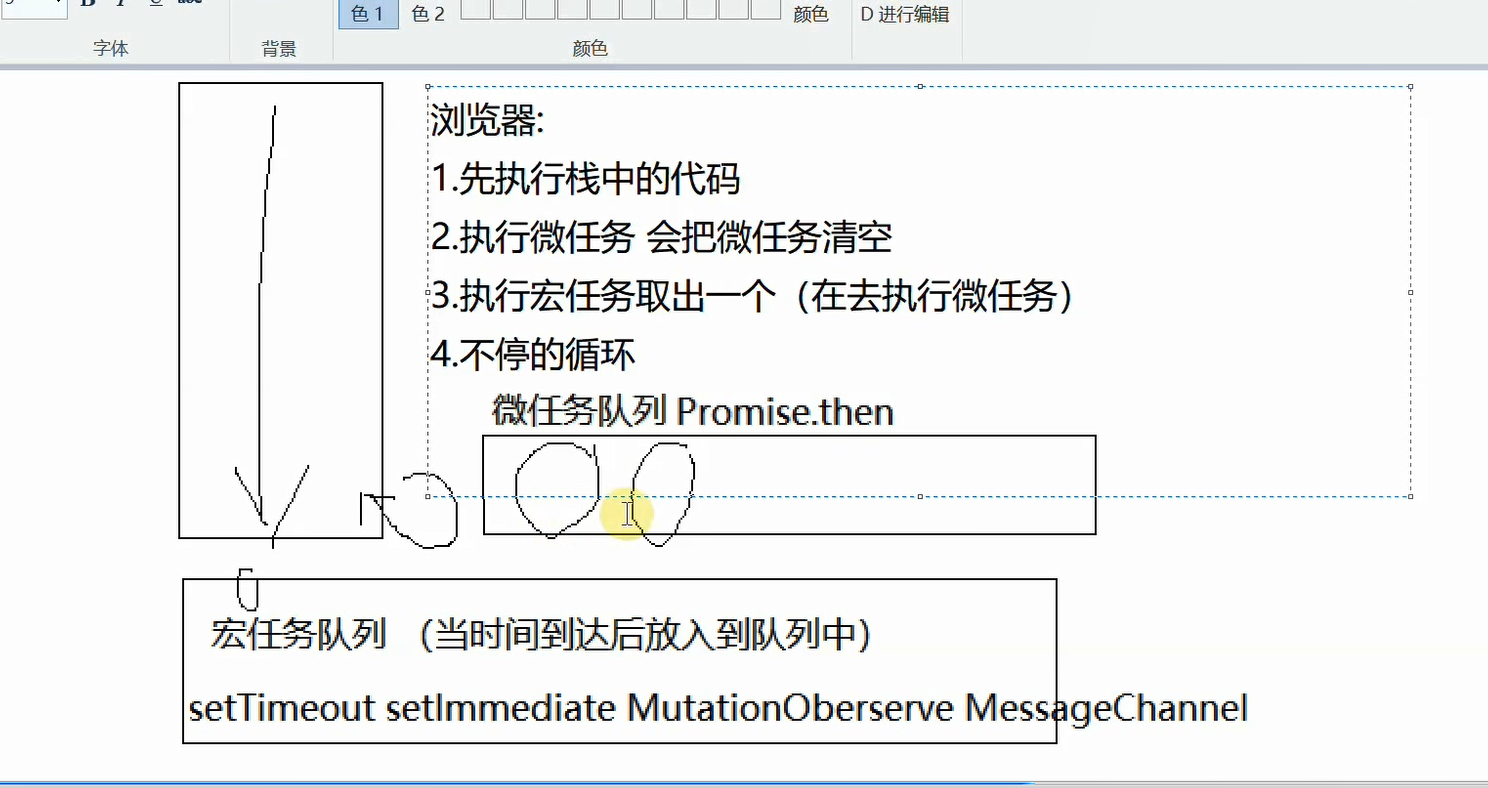 色 1
色 2
颜色
D 进行编辑
字体
背景
颜色
浏览器:
1.先执行栈中的代码
2.执行微任务 会把微任务清空
3.执行宏任务取出一个（在去执行微任务）
4.不停的循环
微任务队列 Promise.then
宏任务队列 （当时间到达后放入到队列中）
setTimeout setImmediate MutationOberserve MessageChannel